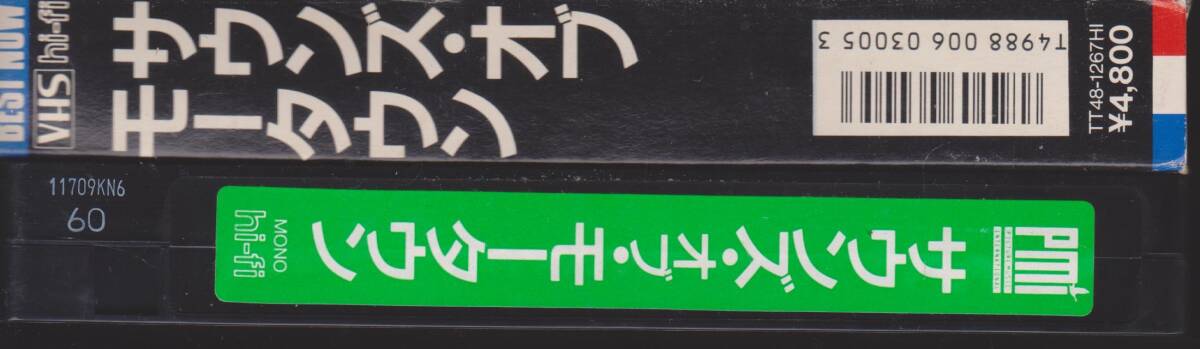 BEST NOW
VHS hi-fi
サウンズ・オブ
モータウン
T4988 006 03005 3
TT48-1267HI
¥4,800
11709KN6
60
PMI
サウンズ・オブ・モータウン
MONO
hi-fi